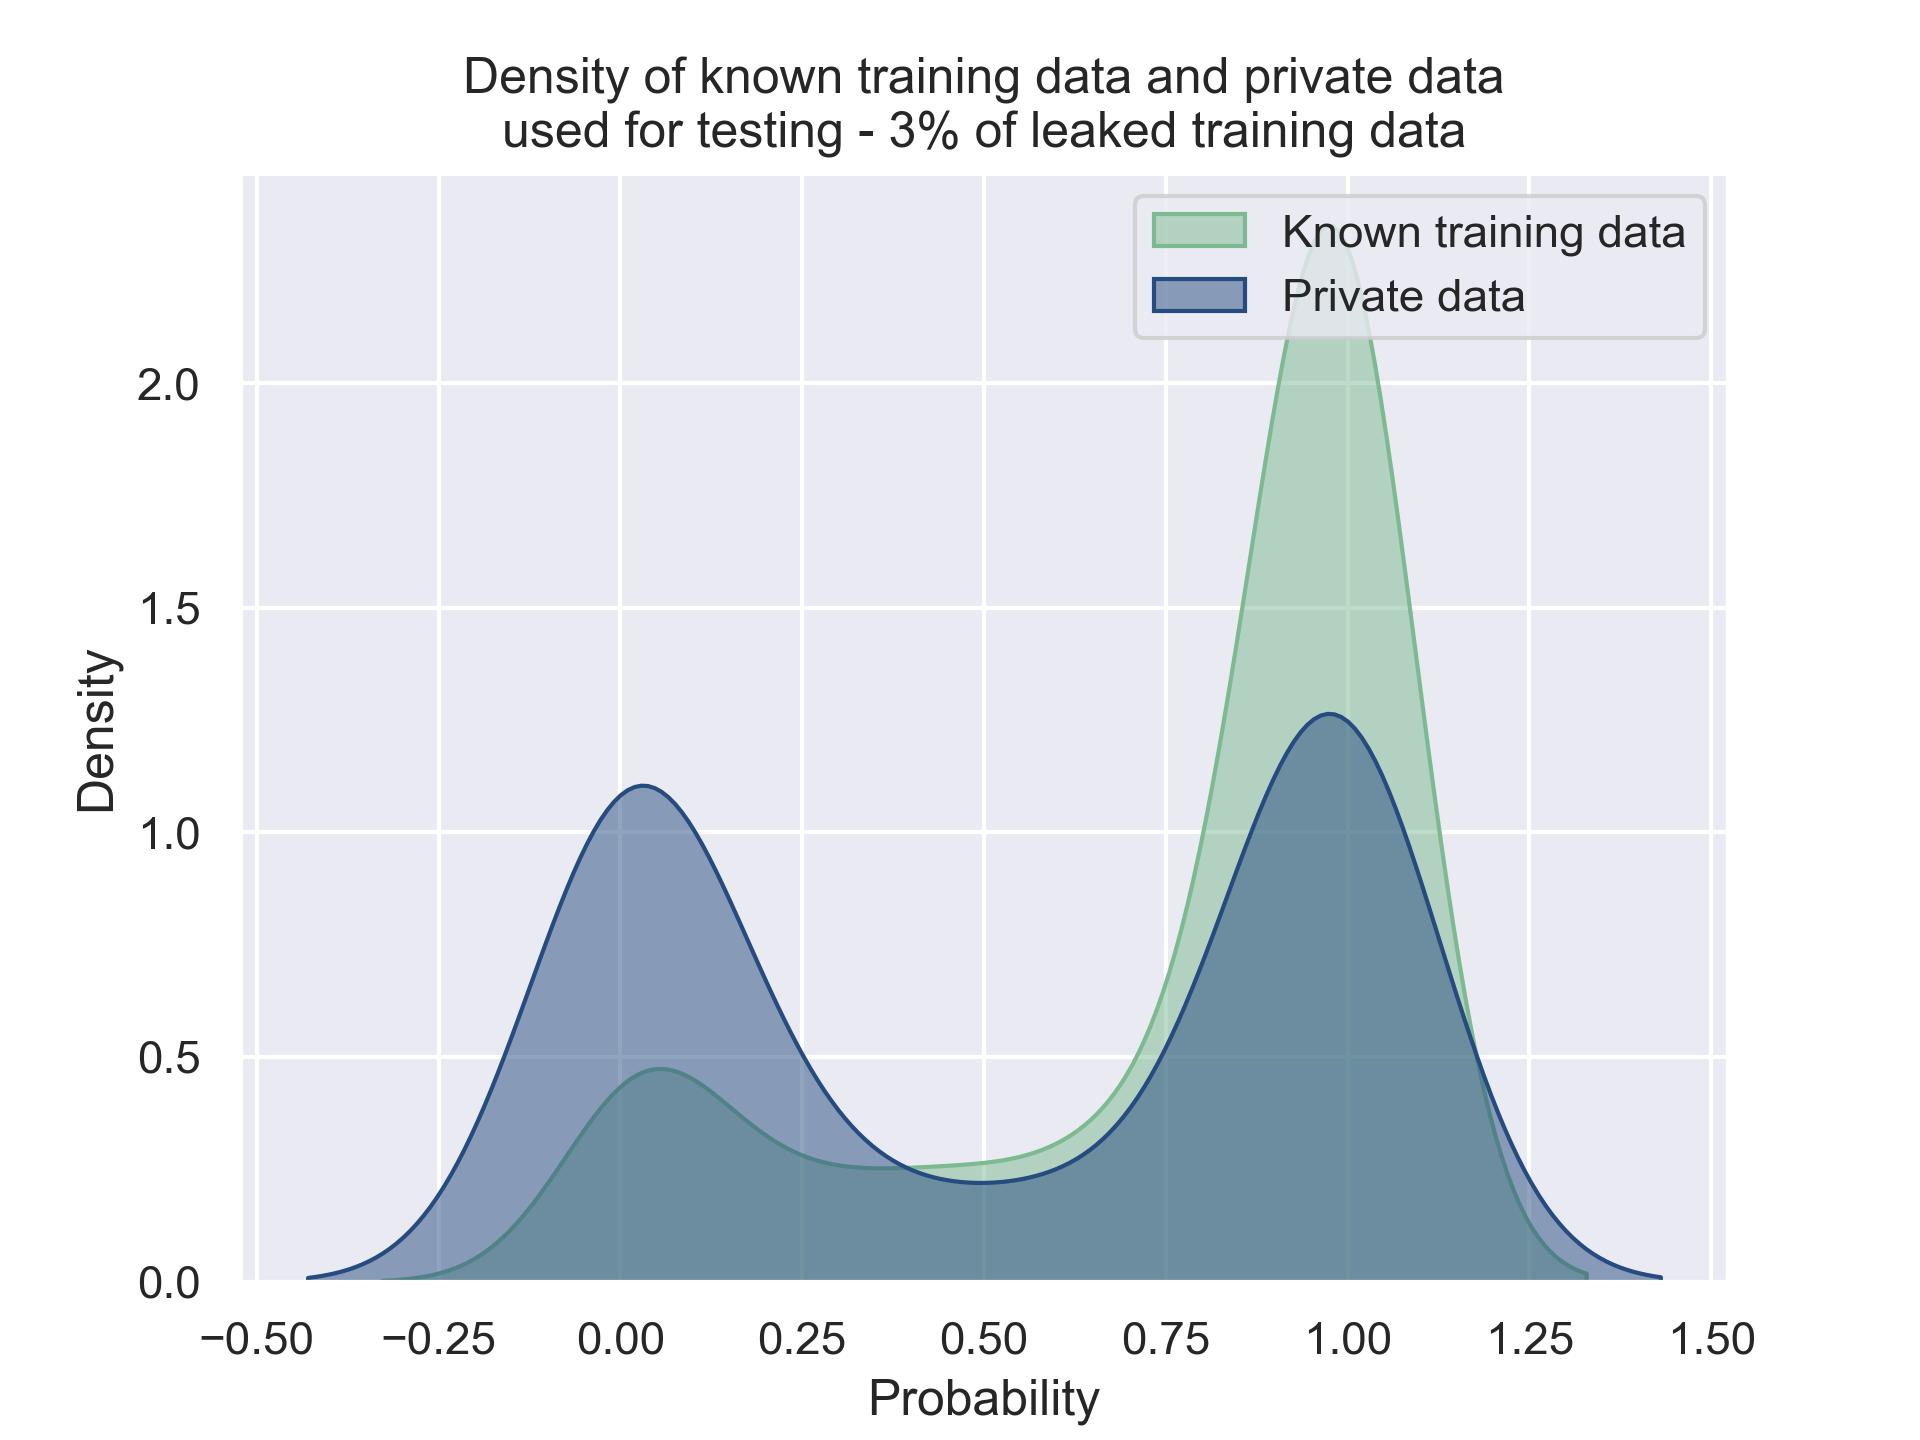 Density of known training data and private data
used for testing - 3% of leaked training data
Known training data
Private data
2.0
1.5
1.0
0.5
0.0
Density
−0.50 −0.25 0.00 0.25 0.50 0.75 1.00 1.25 1.50
Probability